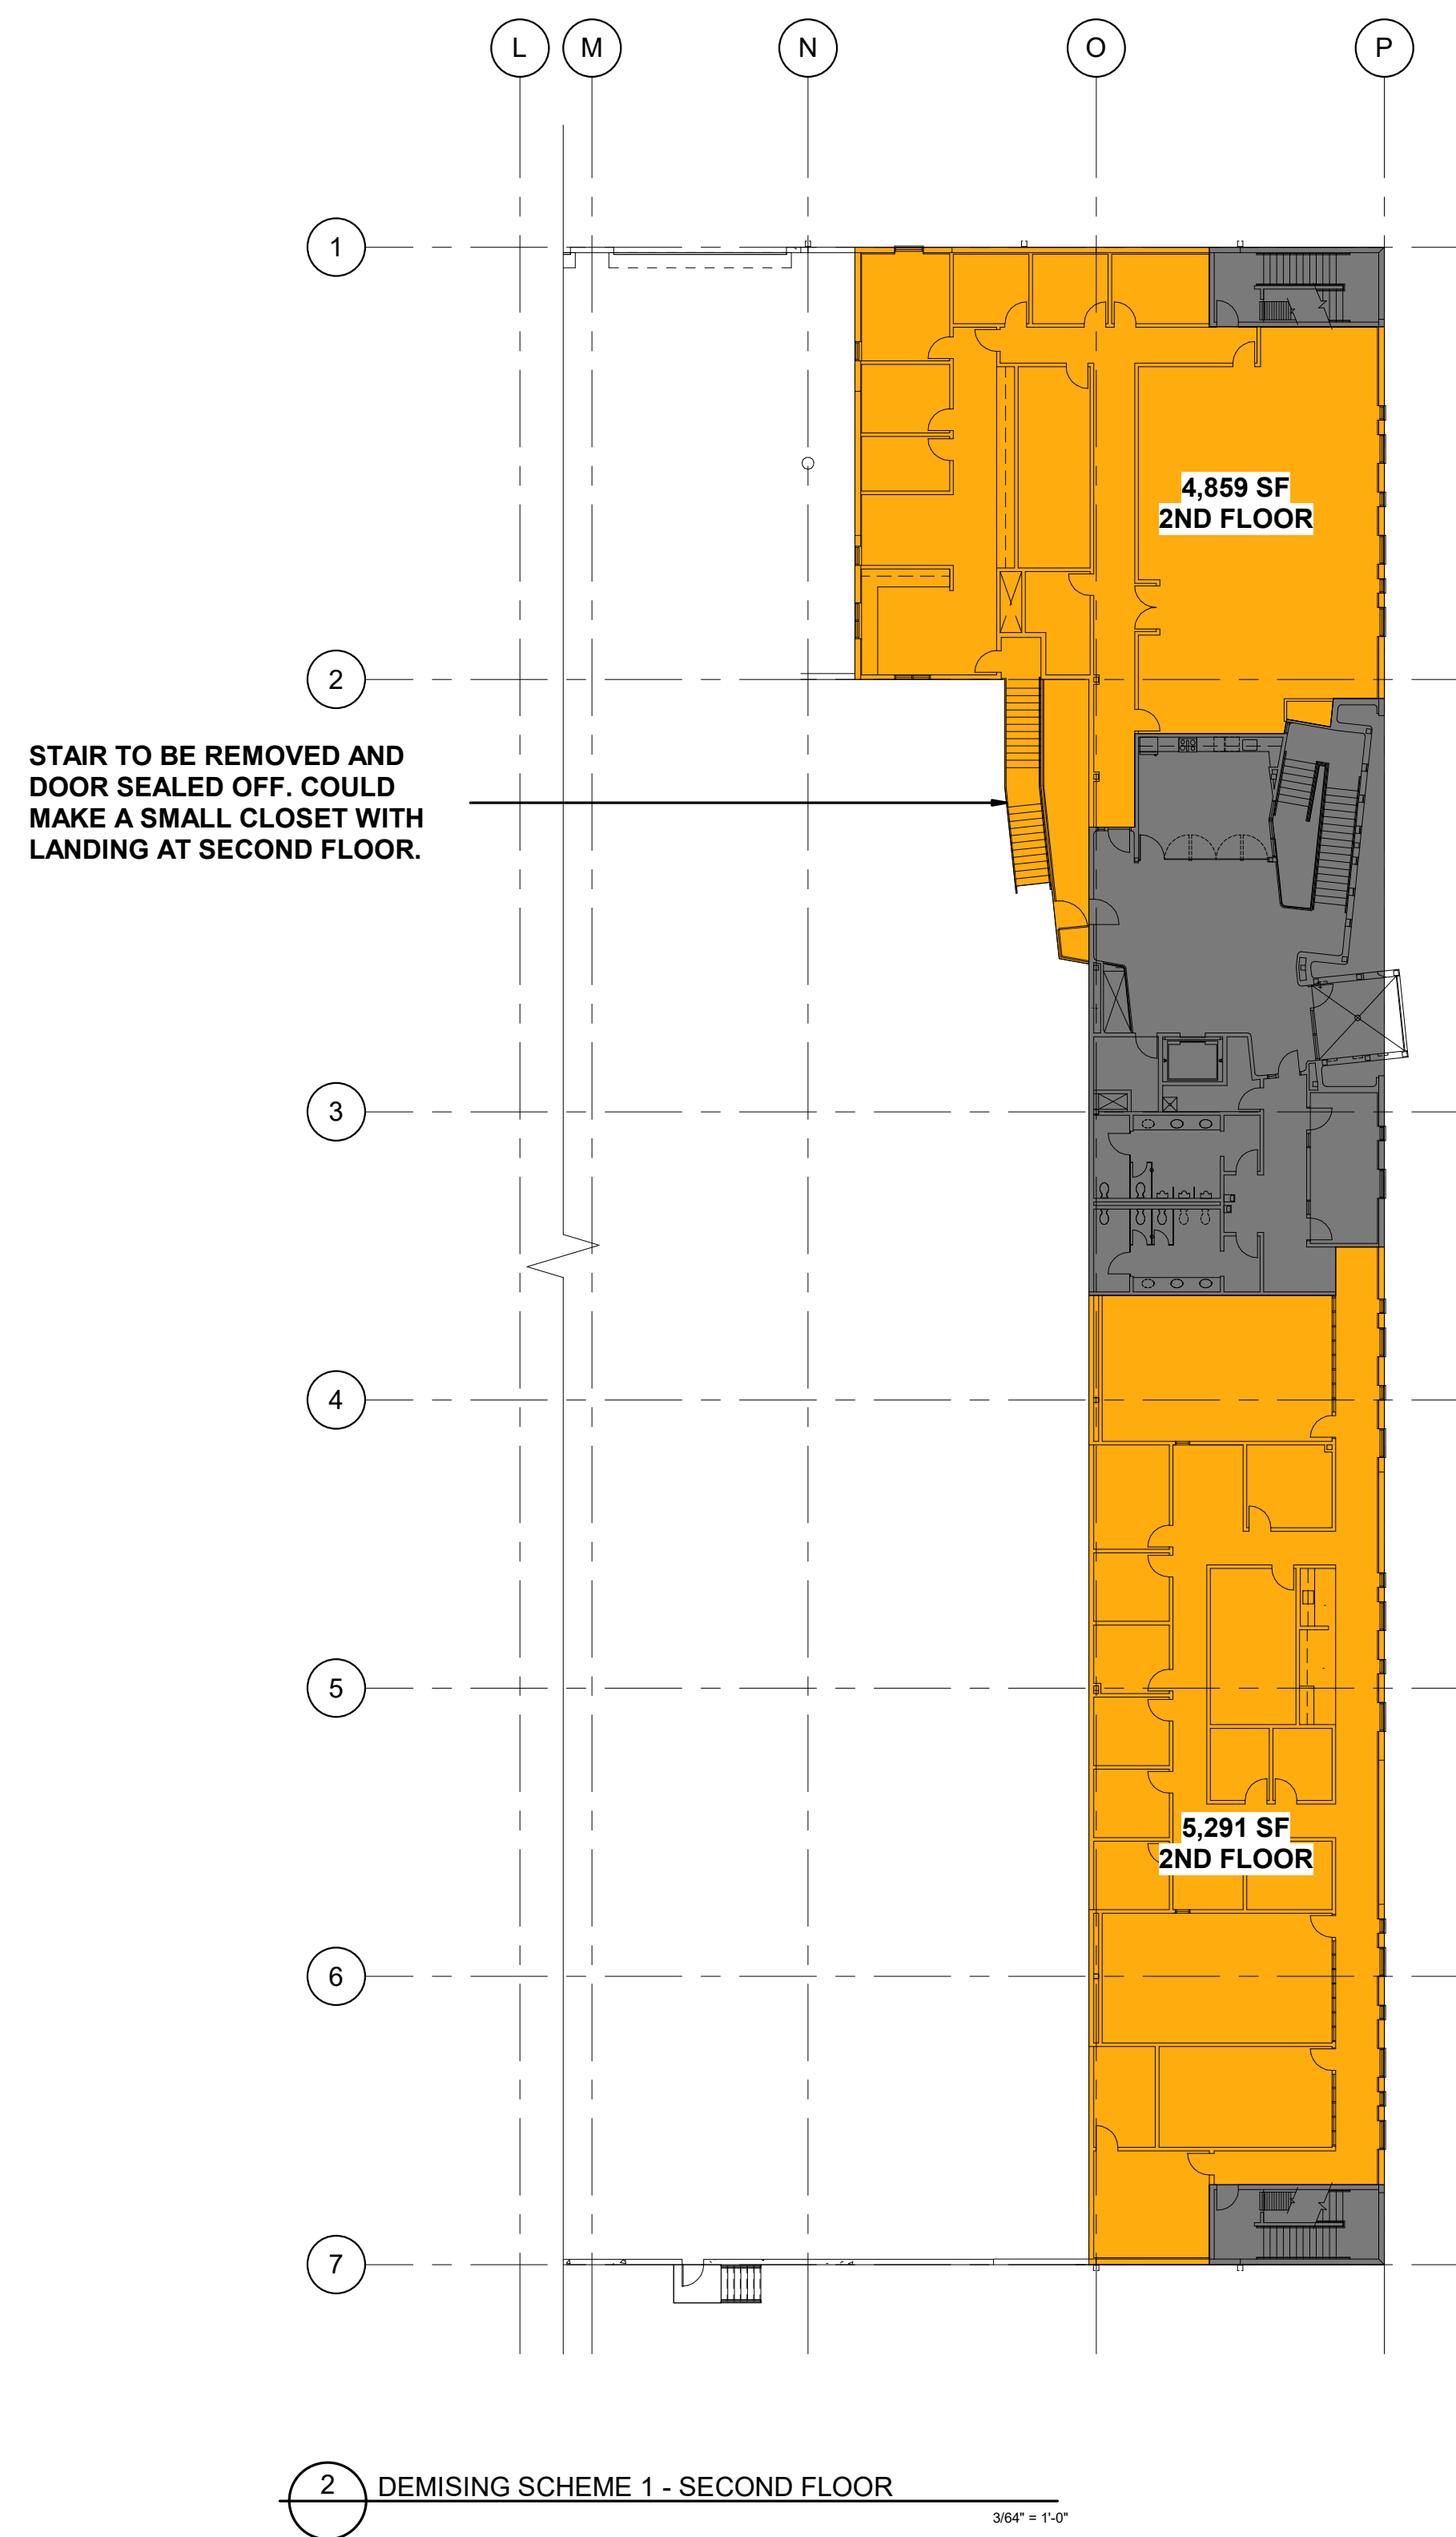 L M N O P
1
4,859 SF
2ND FLOOR
2
STAIR TO BE REMOVED AND
DOOR SEALED OFF. COULD
MAKE A SMALL CLOSET WITH
LANDING AT SECOND FLOOR.
3
4
5
5,291 SF
2ND FLOOR
6
7
2 DEMISING SCHEME 1 - SECOND FLOOR
3/64" = 1'-0"